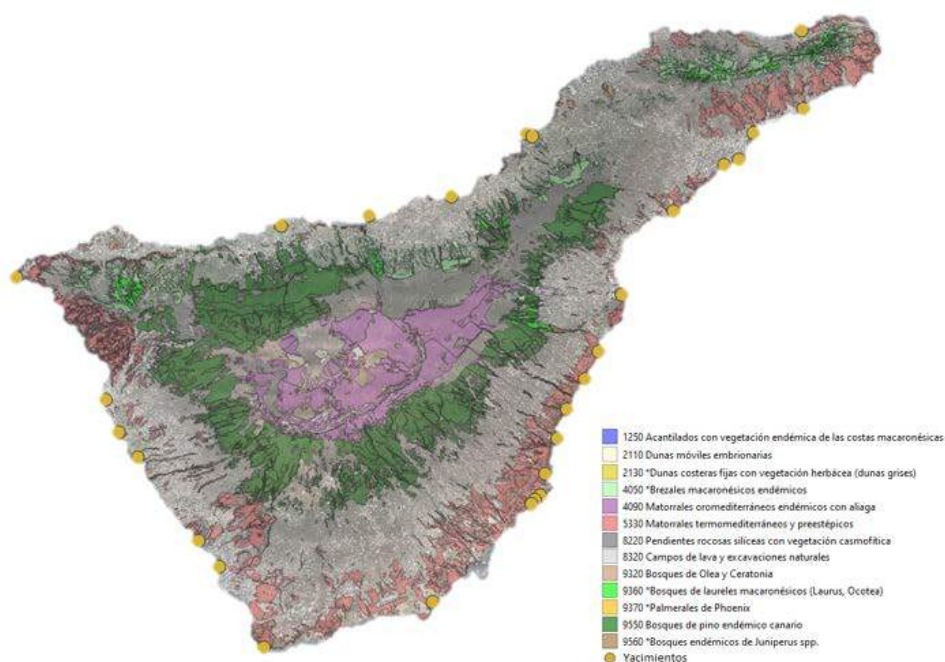 1250 Acantilados con vegetación endémica de las costas macaronésicas
2110 Dunas móviles embrionarias
2130 *Dunas costeras fijas con vegetación herbácea (dunas grises)
4050 *Brezales macaronésicos endémicos
4090 Matorrales oromediterráneos endémicos con aliaga
5330 Matorrales termomediterráneos y preestépicos
8220 Pendientes rocosas silíceas con vegetación casmofítica
8320 Campos de lava y excavaciones naturales
9320 Bosques de Olea y Ceratonia
9360 *Bosques de laureles macaronésicos (Laurus, Ocotea)
9370 *Palmerales de Phoenix
9550 Bosques de pino endémico canario
9560 *Bosques endémicos de Juniperus spp.
Yacimientos